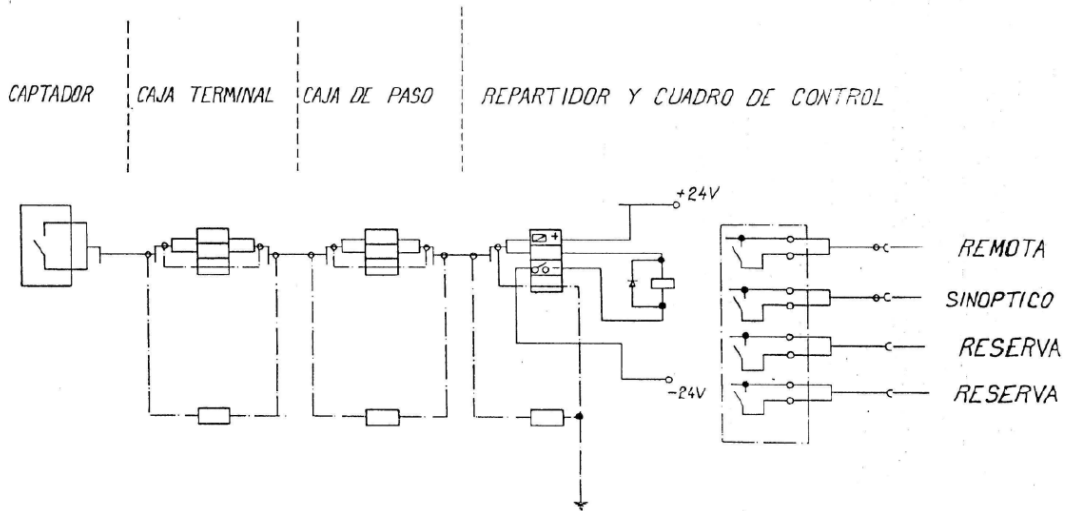 CAPTADOR
CAJA TERMINAL
CAJA DE PASO
REPARTIDOR Y CUADRO DE CONTROL
+24V
+
-
-24V
REMOTA
SINOPTICO
RESERVA
RESERVA